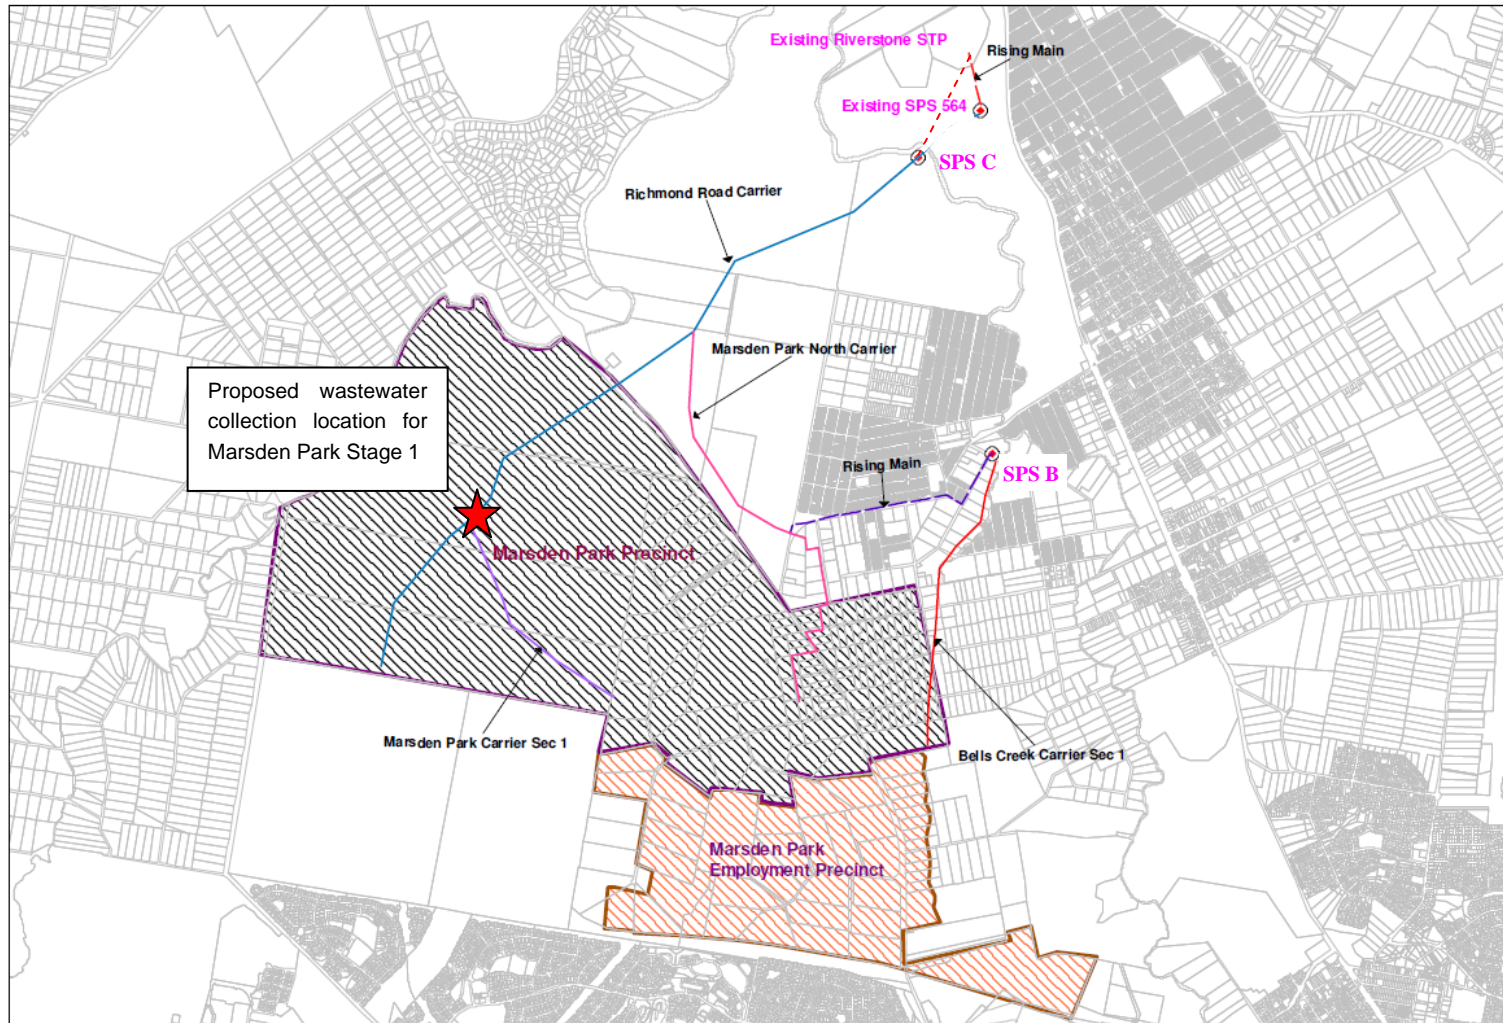 Existing Riverstone STP
Rising Main
Existing SPS 564
SPS C
Richmond Road Carrier
Marsden Park North Carrier
Proposed wastewater
collection location for
Marsden Park Stage 1
Rising Main
SPS B
Marsden Park Precinct
Marsden Park Carrier Sec 1
Bells Creek Carrier Sec 1
Marsden Park
Employment Precinct